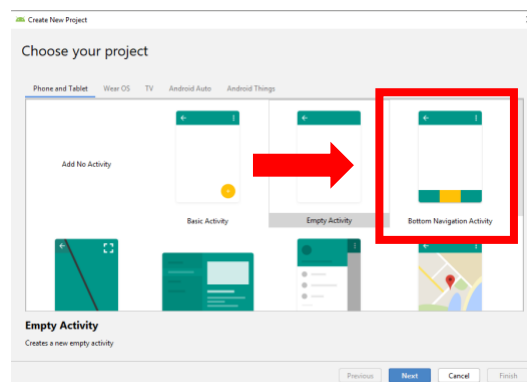 Create New Project
Choose your project
Phone and Tablet Wear OS TV Android Auto Android Things
Add No Activity
Basic Activity
Empty Activity
Bottom Navigation Activity
Empty Activity
Creates a new empty activity
Previous Next Cancel Finish